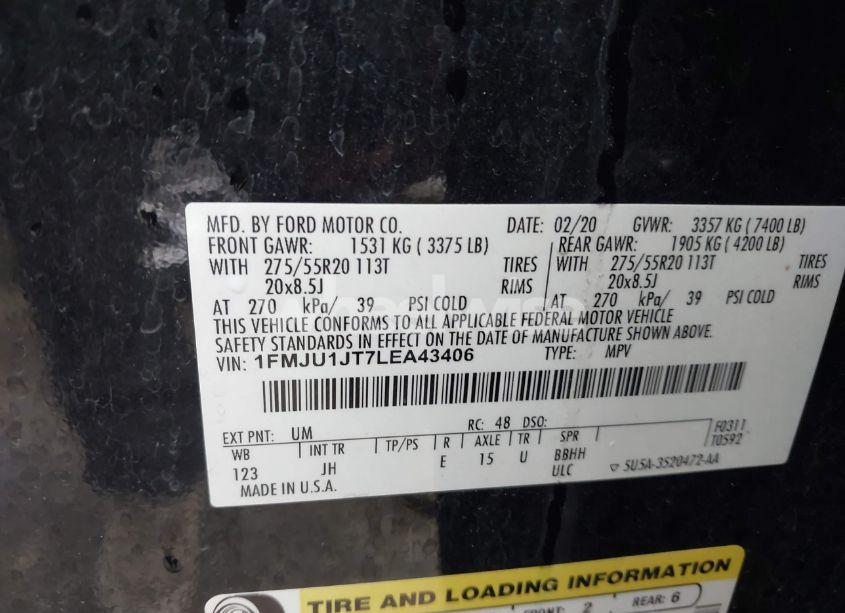 MFD. BY FORD MOTOR CO. DATE: 02/20 GVWR: 3357 KG ( 7400 LB)
FRONT GAWR: 1531 KG ( 3375 LB) REAR GAWR: 1905 KG ( 4200 LB)
WITH 275/55R20 113T TIRES WITH 275/55R20 113T TIRES
20x8.5J RIMS 20x8.5J RIMS
AT 270 kPa/ 39 PSI COLD AT 270 kPa/ 39 PSI COLD
THIS VEHICLE CONFORMS TO ALL APPLICABLE FEDERAL MOTOR VEHICLE
SAFETY STANDARDS IN EFFECT ON THE DATE OF MANUFACTURE SHOWN ABOVE.
VIN: 1FMJU1JT7LEA43406 TYPE: MPV
EXT PNT: UM RC: 48 DSO: F0311
WB INT TR TP/PS R AXLE TR SPR T0592
123 JH E 15 U BBHH
ULC ▽ 5U5A-3520472-AA
MADE IN U.S.A.
TIRE AND LOADING INFORMATION
FRONT: 2 REAR: 6